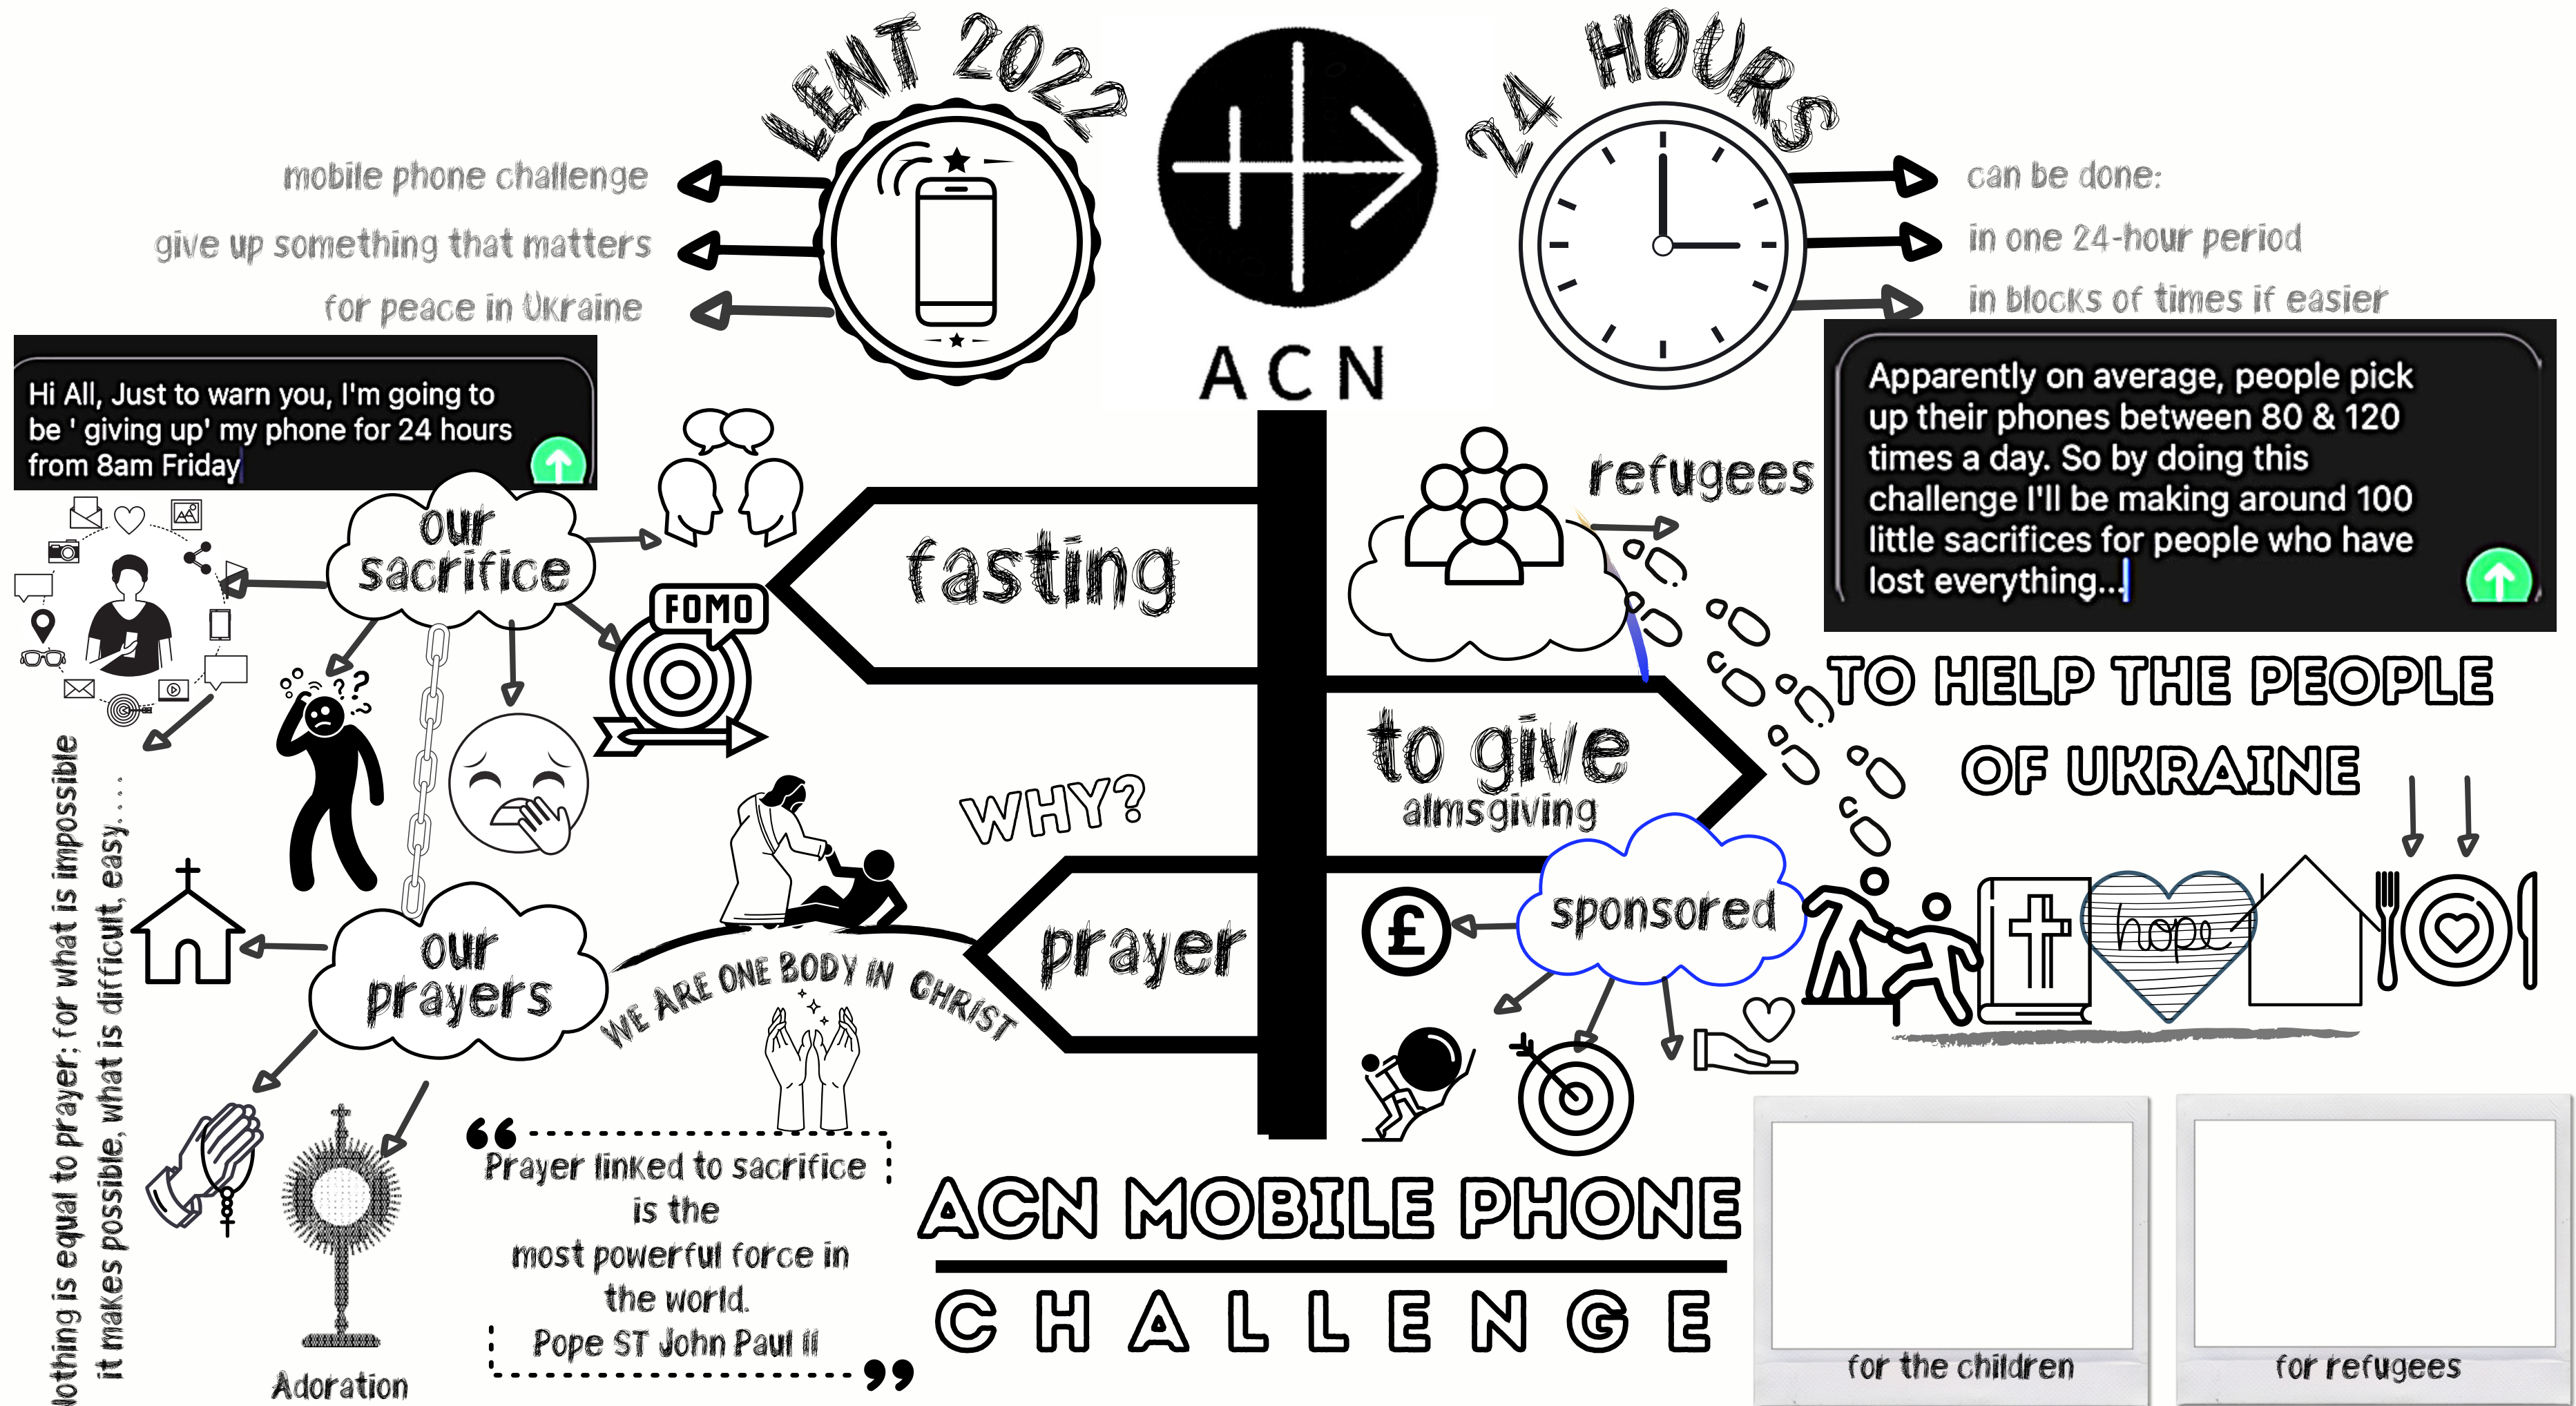 LENT 2022
mobile phone challenge
give up something that matters
for peace in Ukraine
ACN
24 HOURS
can be done:
in one 24-hour period
in blocks of times if easier
Hi All, Just to warn you, I'm going to
be ' giving up' my phone for 24 hours
from 8am Friday
Apparently on average, people pick
up their phones between 80 & 120
times a day. So by doing this
challenge I'll be making around 100
little sacrifices for people who have
lost everything...
our
sacrifice
FOMO
fasting
refugees
TO HELP THE PEOPLE
OF UKRAINE
to give
almsgiving
WHY?
sponsored
£
hope
our
prayers
prayer
WE ARE ONE BODY IN CHRIST
Nothing is equal to prayer; for what is impossible
it makes possible, what is difficult, easy.....
Adoration
“
Prayer linked to sacrifice
is the
most powerful force in
the world.
Pope ST John Paul II
”
ACN MOBILE PHONE
CHALLENGE
for the children
for refugees